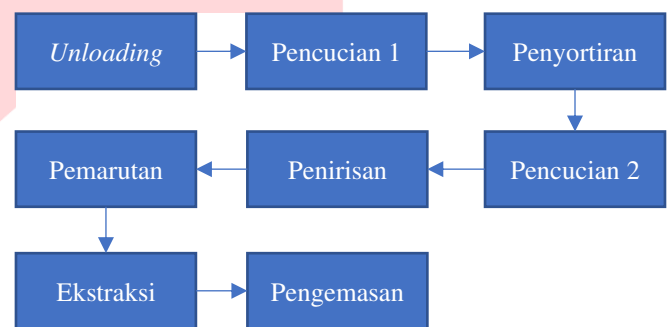 Unloading
Pencucian 1
Penyortiran
Pencucian 2
Penirisan
Pemarutan
Ekstraksi
Pengemasan